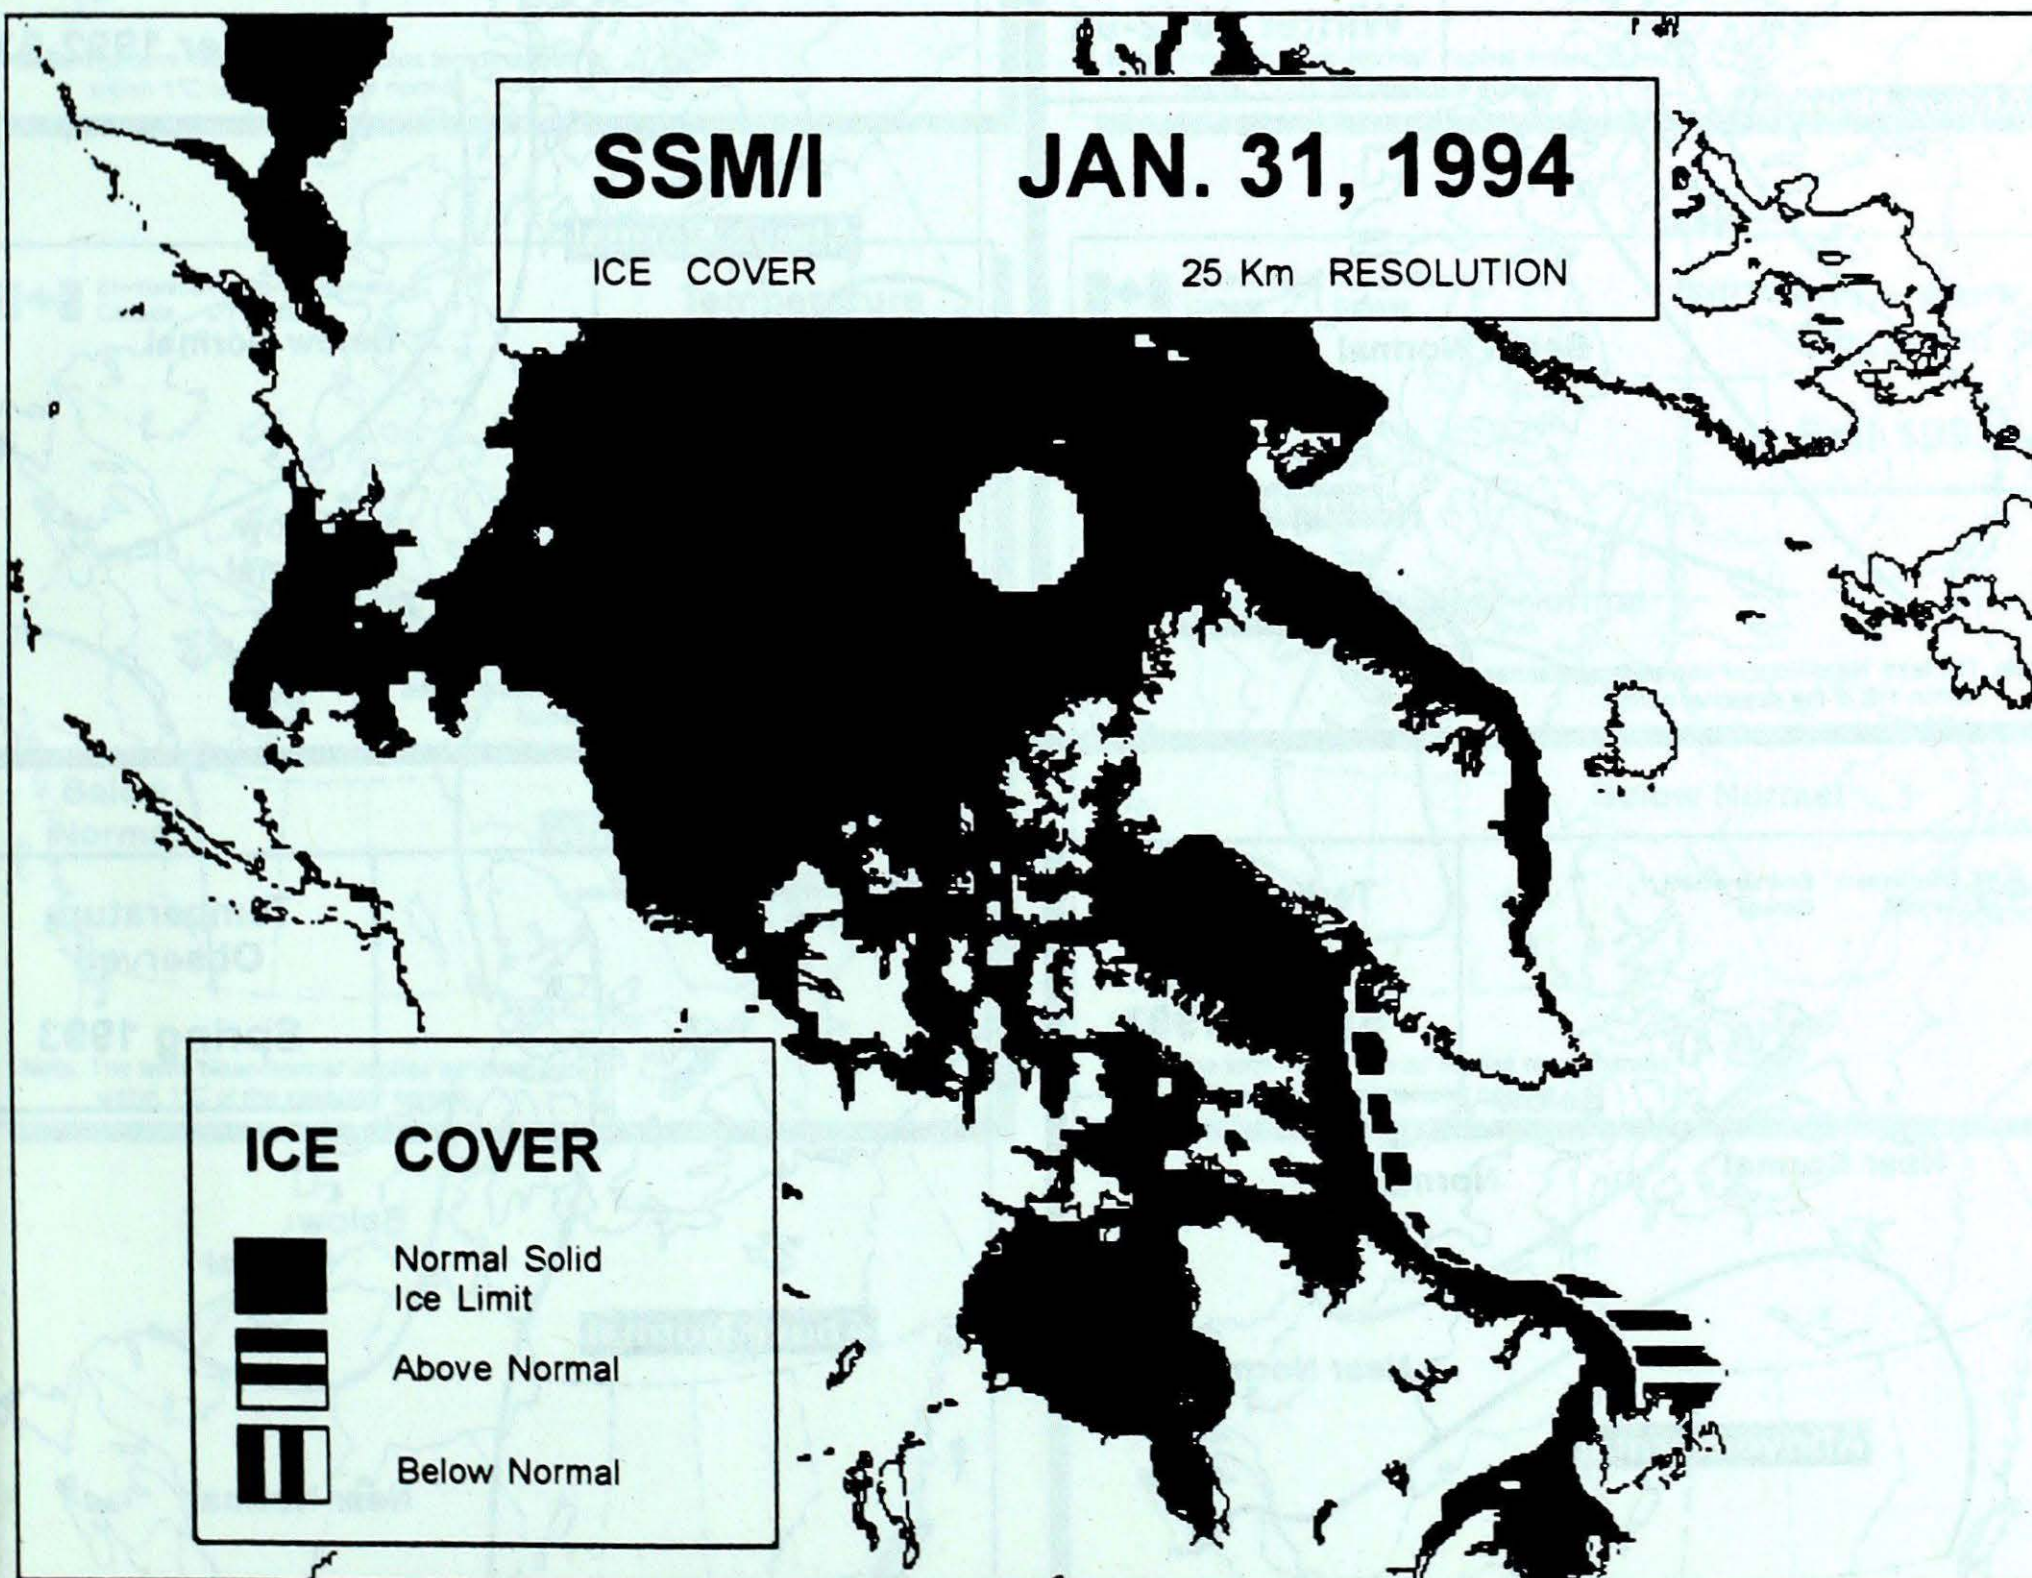 SSM/I JAN. 31, 1994
ICE COVER 25 Km RESOLUTION
ICE COVER
Normal Solid
Ice Limit
Above Normal
Below Normal